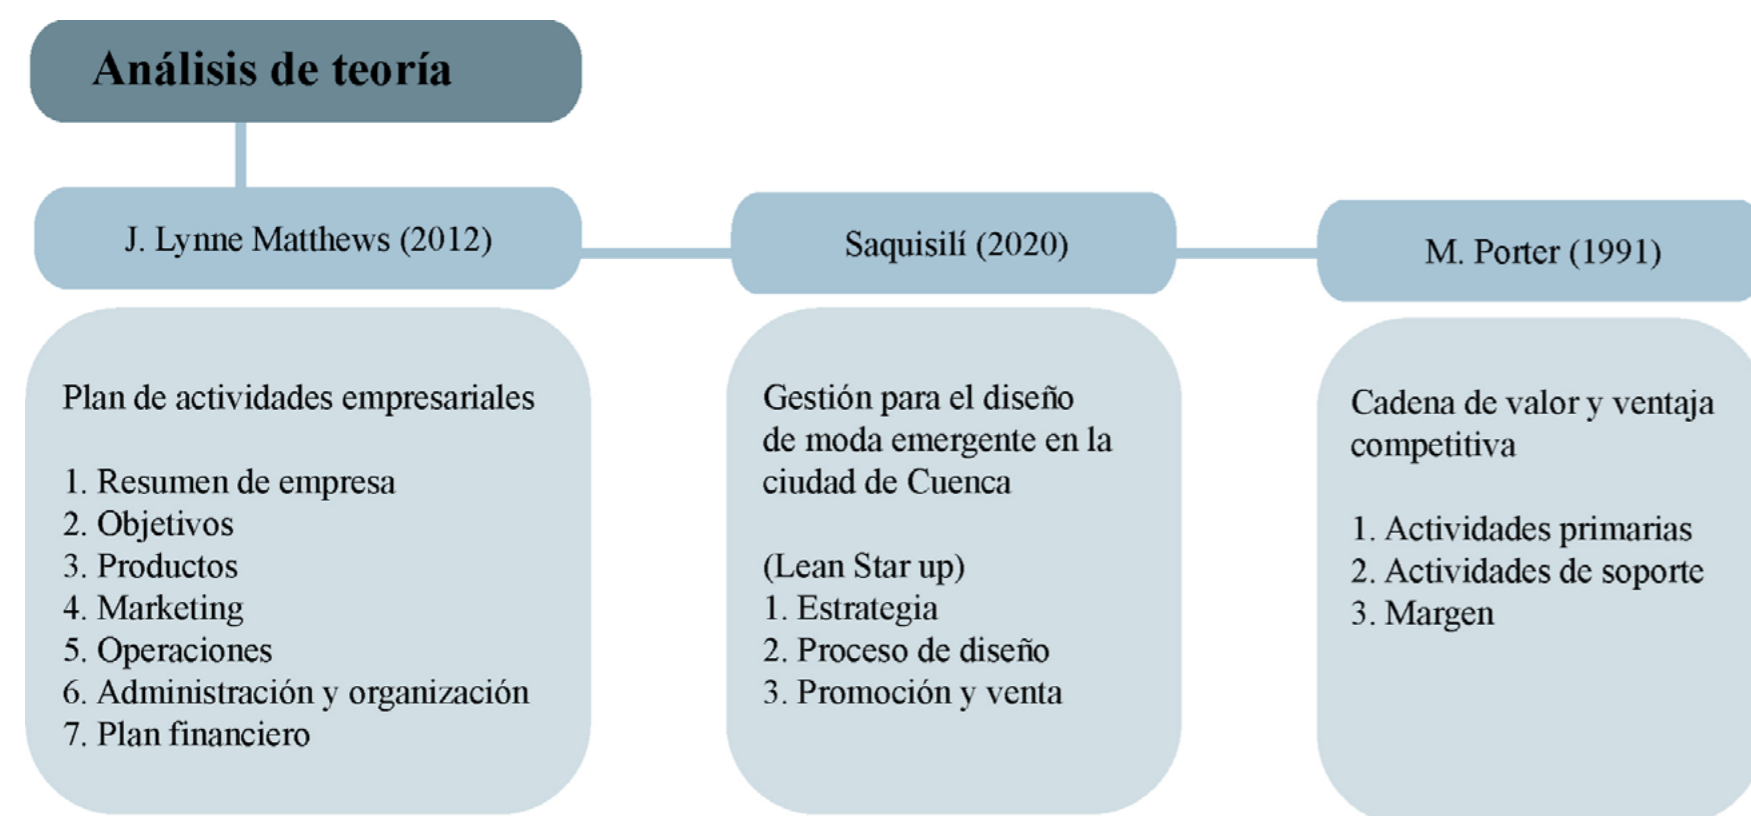 Análisis de teoría
J. Lynne Matthews (2012)
Plan de actividades empresariales
1. Resumen de empresa
2. Objetivos
3. Productos
4. Marketing
5. Operaciones
6. Administración y organización
7. Plan financiero
Saquisilí (2020)
Gestión para el diseño
de moda emergente en la
ciudad de Cuenca
(Lean Star up)
1. Estrategia
2. Proceso de diseño
3. Promoción y venta
M. Porter (1991)
Cadena de valor y ventaja
competitiva
1. Actividades primarias
2. Actividades de soporte
3. Margen